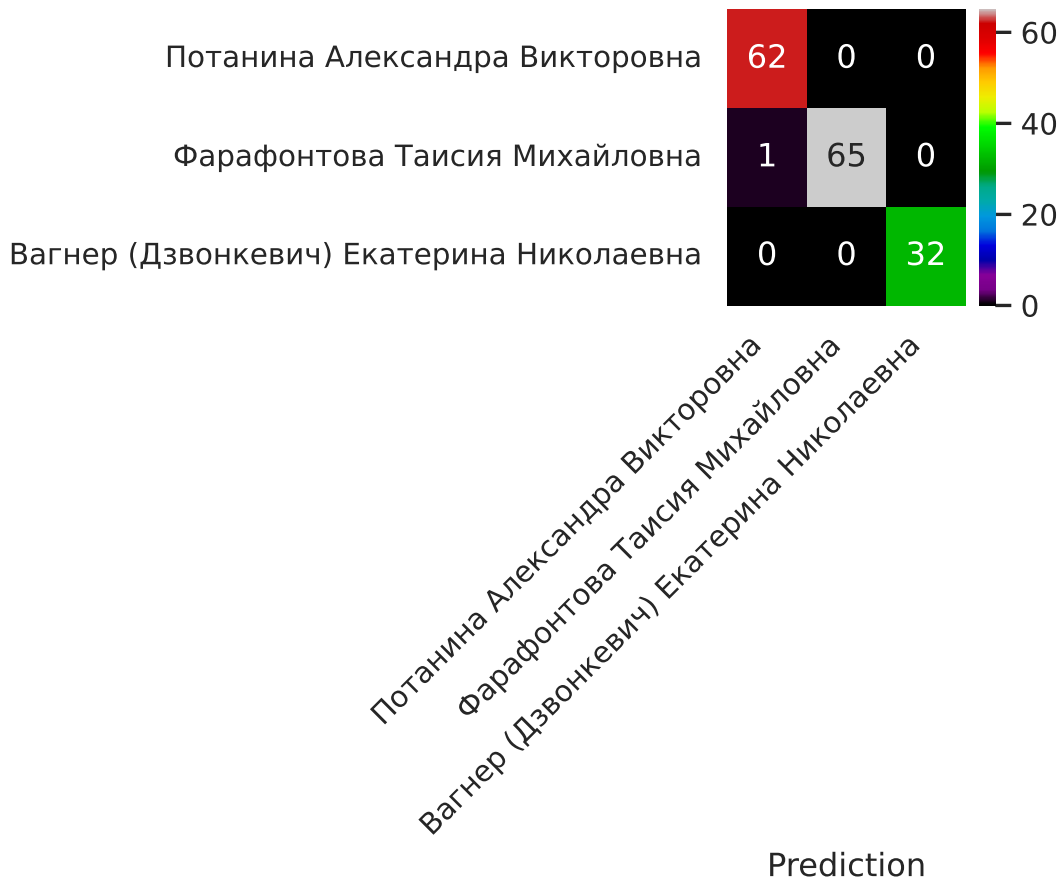 Потанина Александра Викторовна 62 0 0
Фарафонтова Таисия Михайловна 1 65 0
Вагнер (Дзвонкевич) Екатерина Николаевна 0 0 32
60
40
20
0
Потанина Александра Викторовна
Фарафонтова Таисия Михайловна
Вагнер (Дзвонкевич) Екатерина Николаевна
Prediction